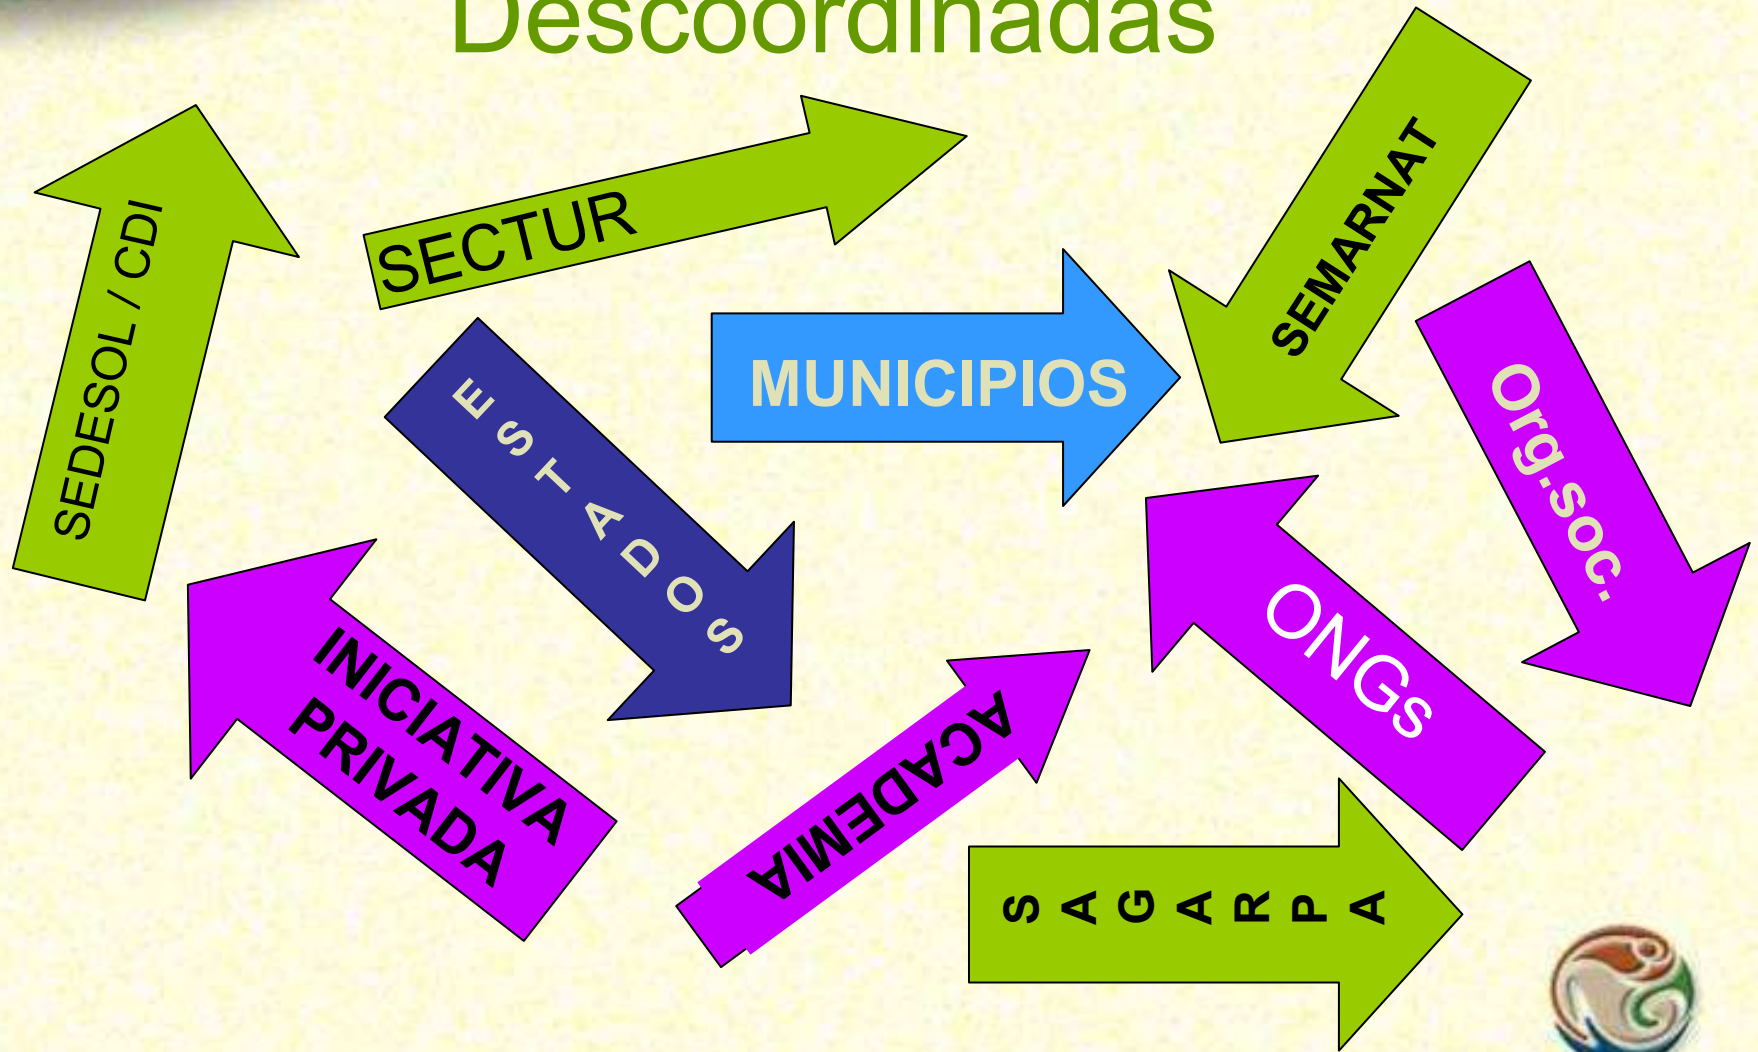 Descoordinadas
SEDESOL / CDI
SECTUR
SEMARNAT
MUNICIPIOS
ESTADOS
Org.soc.
ONGs
INICIATIVA
PRIVADA
ACADEMIA
SAGARPA